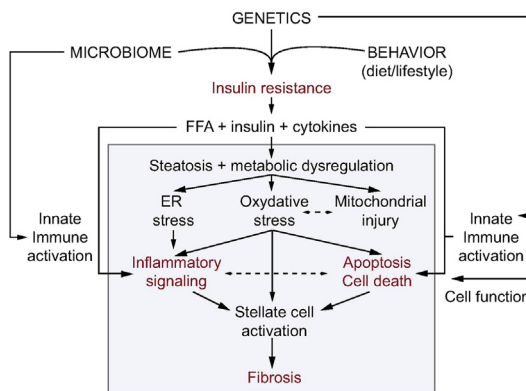 GENETICS
MICROBIOME
BEHAVIOR
(diet/lifestyle)
Insulin resistance
FFA + insulin + cytokines
Steatosis + metabolic dysregulation
ER
stress
Oxydative
stress
Mitochondrial
injury
Innate
Immune
activation
Innate
Immune
activation
Inflammatory
signaling
Apoptosis
Cell death
Cell function
Stellate cell
activation
Fibrosis